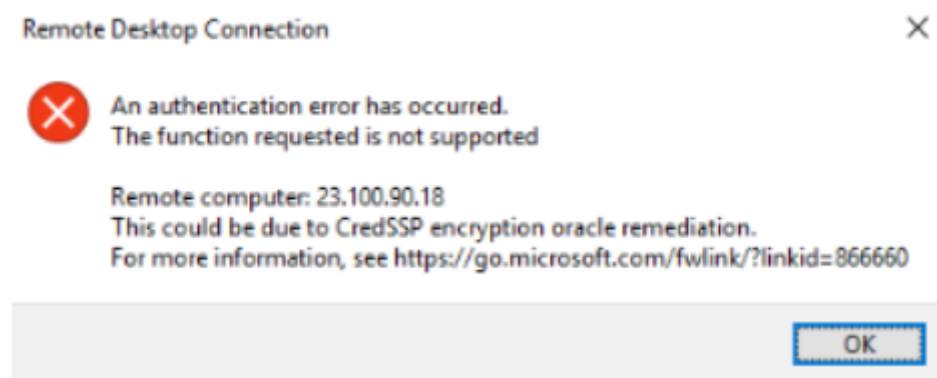 Remote Desktop Connection
An authentication error has occurred.
The function requested is not supported
Remote computer: 23.100.90.18
This could be due to CredSSP encryption oracle remediation.
For more information, see https://go.microsoft.com/fwlink/?linkid=866660
OK